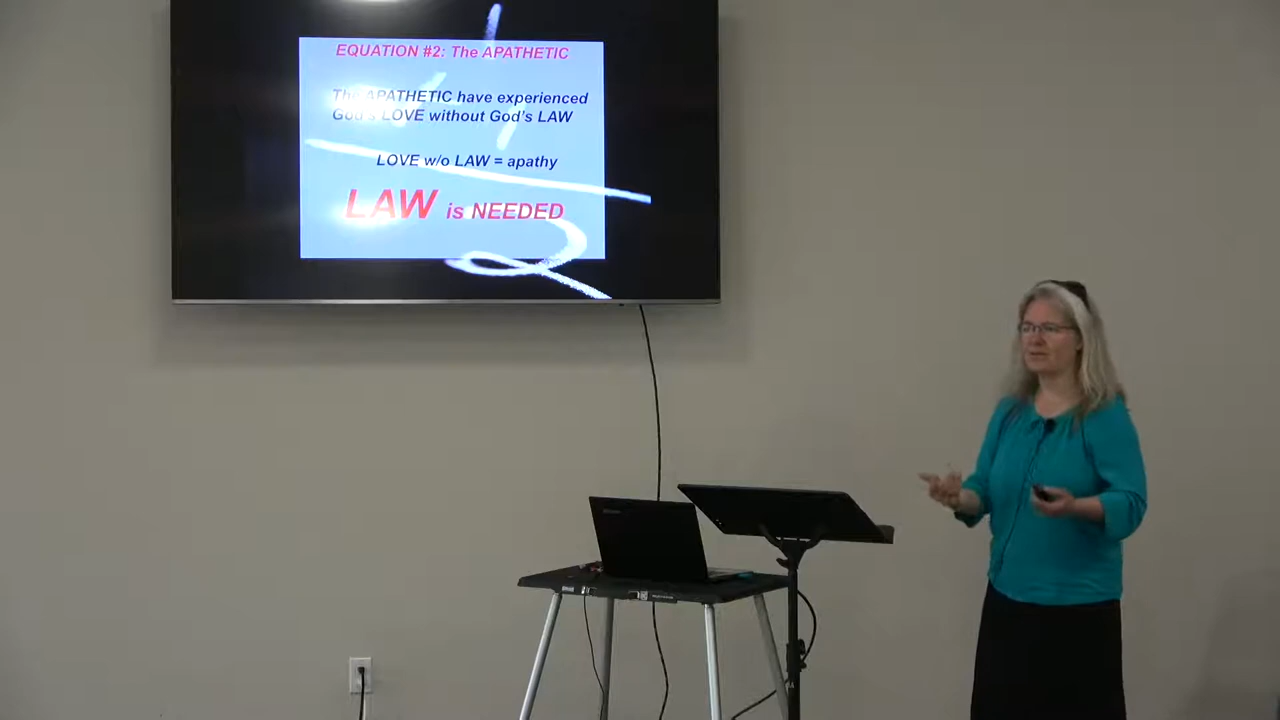 EQUATION #2: The APATHETIC
The APATHETIC have experienced
God's LOVE without God's LAW
LOVE w/o LAW = apathy
LAW is NEEDED